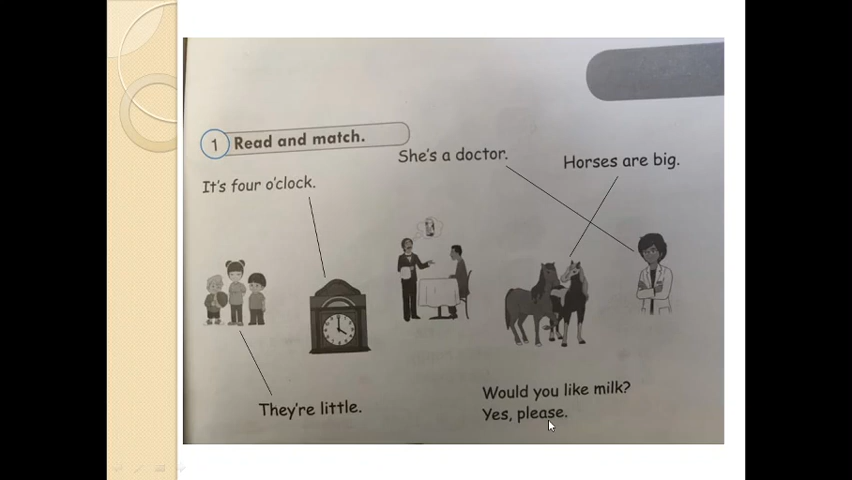 1 Read and match.
She's a doctor.
Horses are big.
It's four o'clock.
They're little.
Would you like milk?
Yes, please.